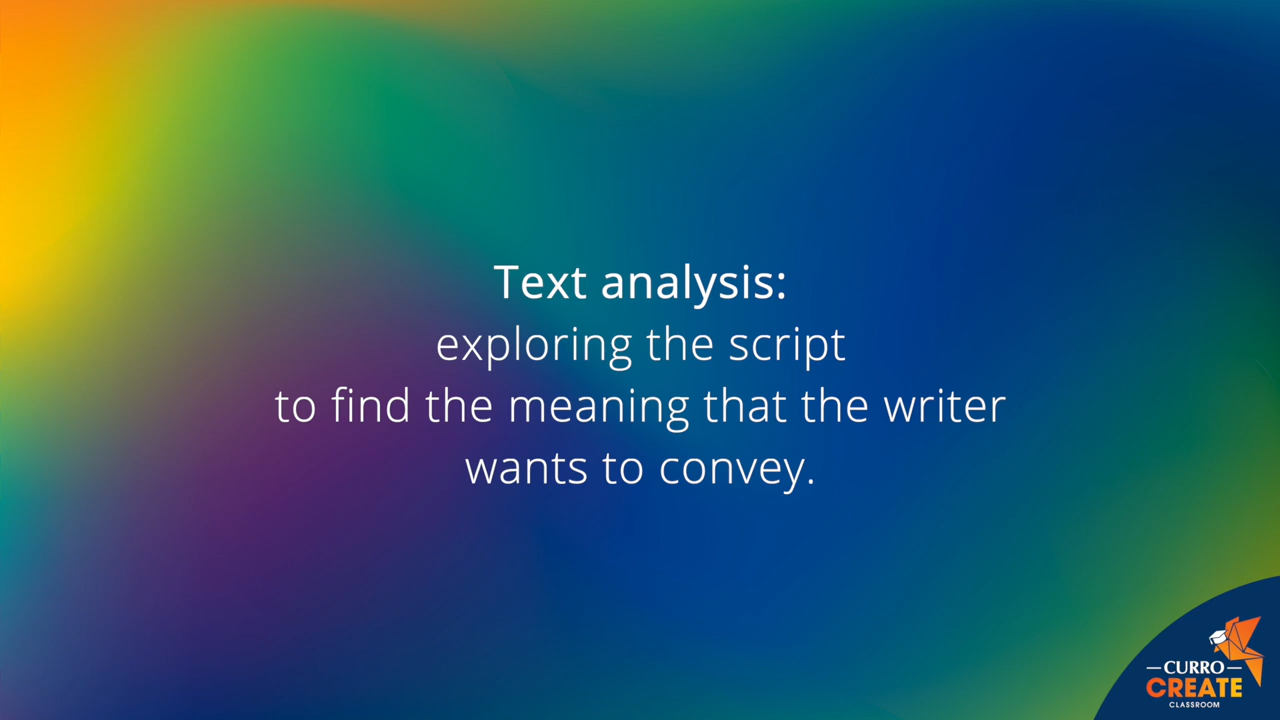 Text analysis:
exploring the script
to find the meaning that the writer
wants to convey.
CURRO
CREATE
CLASSROOM